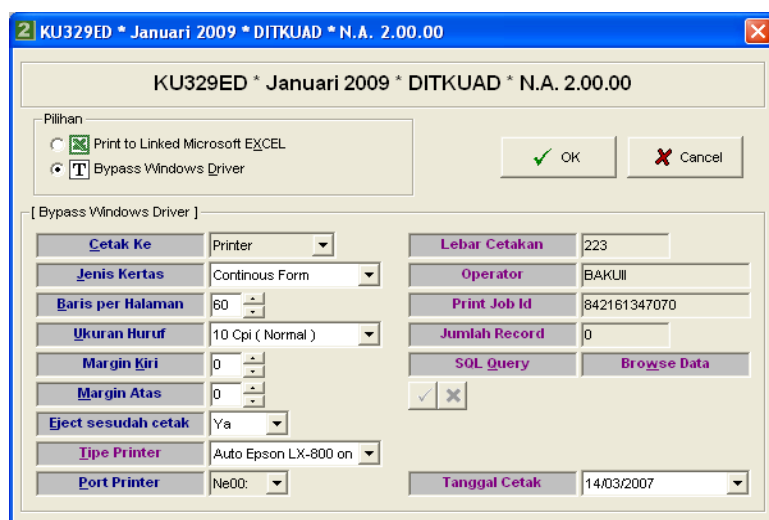 2 KU329ED * Januari 2009 * DITKUAD * N.A. 2.00.00
KU329ED * Januari 2009 * DITKUAD * N.A. 2.00.00
Pilihan
Print to Linked Microsoft EXCEL
T Bypass Windows Driver
OK
Cancel
[ Bypass Windows Driver ]
Cetak Ke Printer
Lebar Cetakan 223
Jenis Kertas Continous Form
Operator BAKUII
Baris per Halaman 60
Print Job Id 842161347070
Ukuran Huruf 10 Cpi ( Normal )
Jumlah Record 0
Margin Kiri 0
SQL Query Browse Data
Margin Atas 0
Eject sesudah cetak Ya
Tipe Printer Auto Epson LX-800 on
Port Printer Ne00:
Tanggal Cetak 14/03/2007